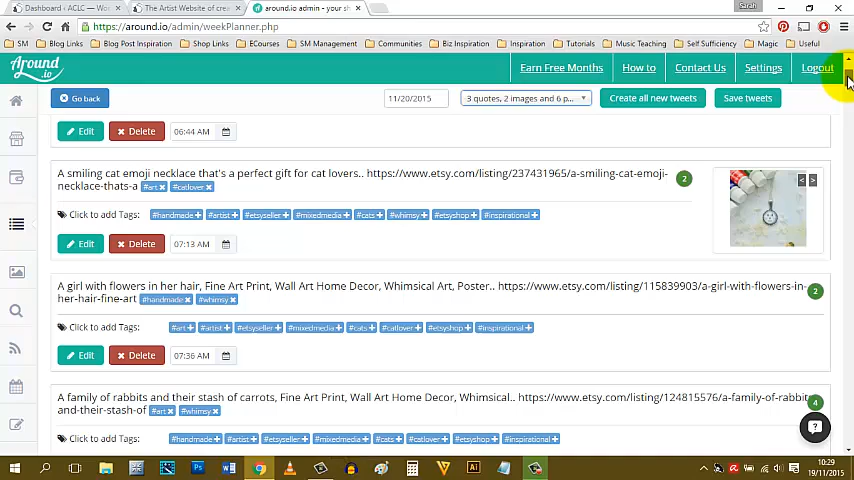 Dashboard ‹ ACLC — Wo
The Artist Website of crea
around.io admin - your sh
Sarah
https://around.io/admin/weekPlanner.php
SM
Blog Links
Blog Post Inspiration
Shop Links
ECourses
SM Management
Communities
Biz Inspiration
Inspiration
Tutorials
Music Teaching
Self Sufficiency
Magic
Useful
Around.io
Earn Free Months
How to
Contact Us
Settings
Logout
Go back
11/20/2015
3 quotes, 2 images and 6 p...
Create all new tweets
Save tweets
Edit
Delete
06:44 AM
A smiling cat emoji necklace that's a perfect gift for cat lovers.. https://www.etsy.com/listing/237431965/a-smiling-cat-emoji-
necklace-thats-a #art #catlover
2
Click to add Tags: #handmade + #artist + #etsyseller + #mixedmedia + #cats + #whimsy + #etsyshop + #inspirational +
Edit
Delete
07:13 AM
< >
A girl with flowers in her hair, Fine Art Print, Wall Art Home Decor, Whimsical Art, Poster.. https://www.etsy.com/listing/115839903/a-girl-with-flowers-in-
her-hair-fine-art #handmade #whimsy
2
Click to add Tags: #art + #artist + #etsyseller + #mixedmedia + #cats + #catlover + #etsyshop + #inspirational +
Edit
Delete
07:36 AM
A family of rabbits and their stash of carrots, Fine Art Print, Wall Art Home Decor, Whimsical.. https://www.etsy.com/listing/124815576/a-family-of-rabbits-
and-their-stash-of #art #whimsy
4
Click to add Tags: #handmade + #artist + #etsyseller + #mixedmedia + #cats + #catlover + #etsyshop + #inspirational +
10:29
19/11/2015